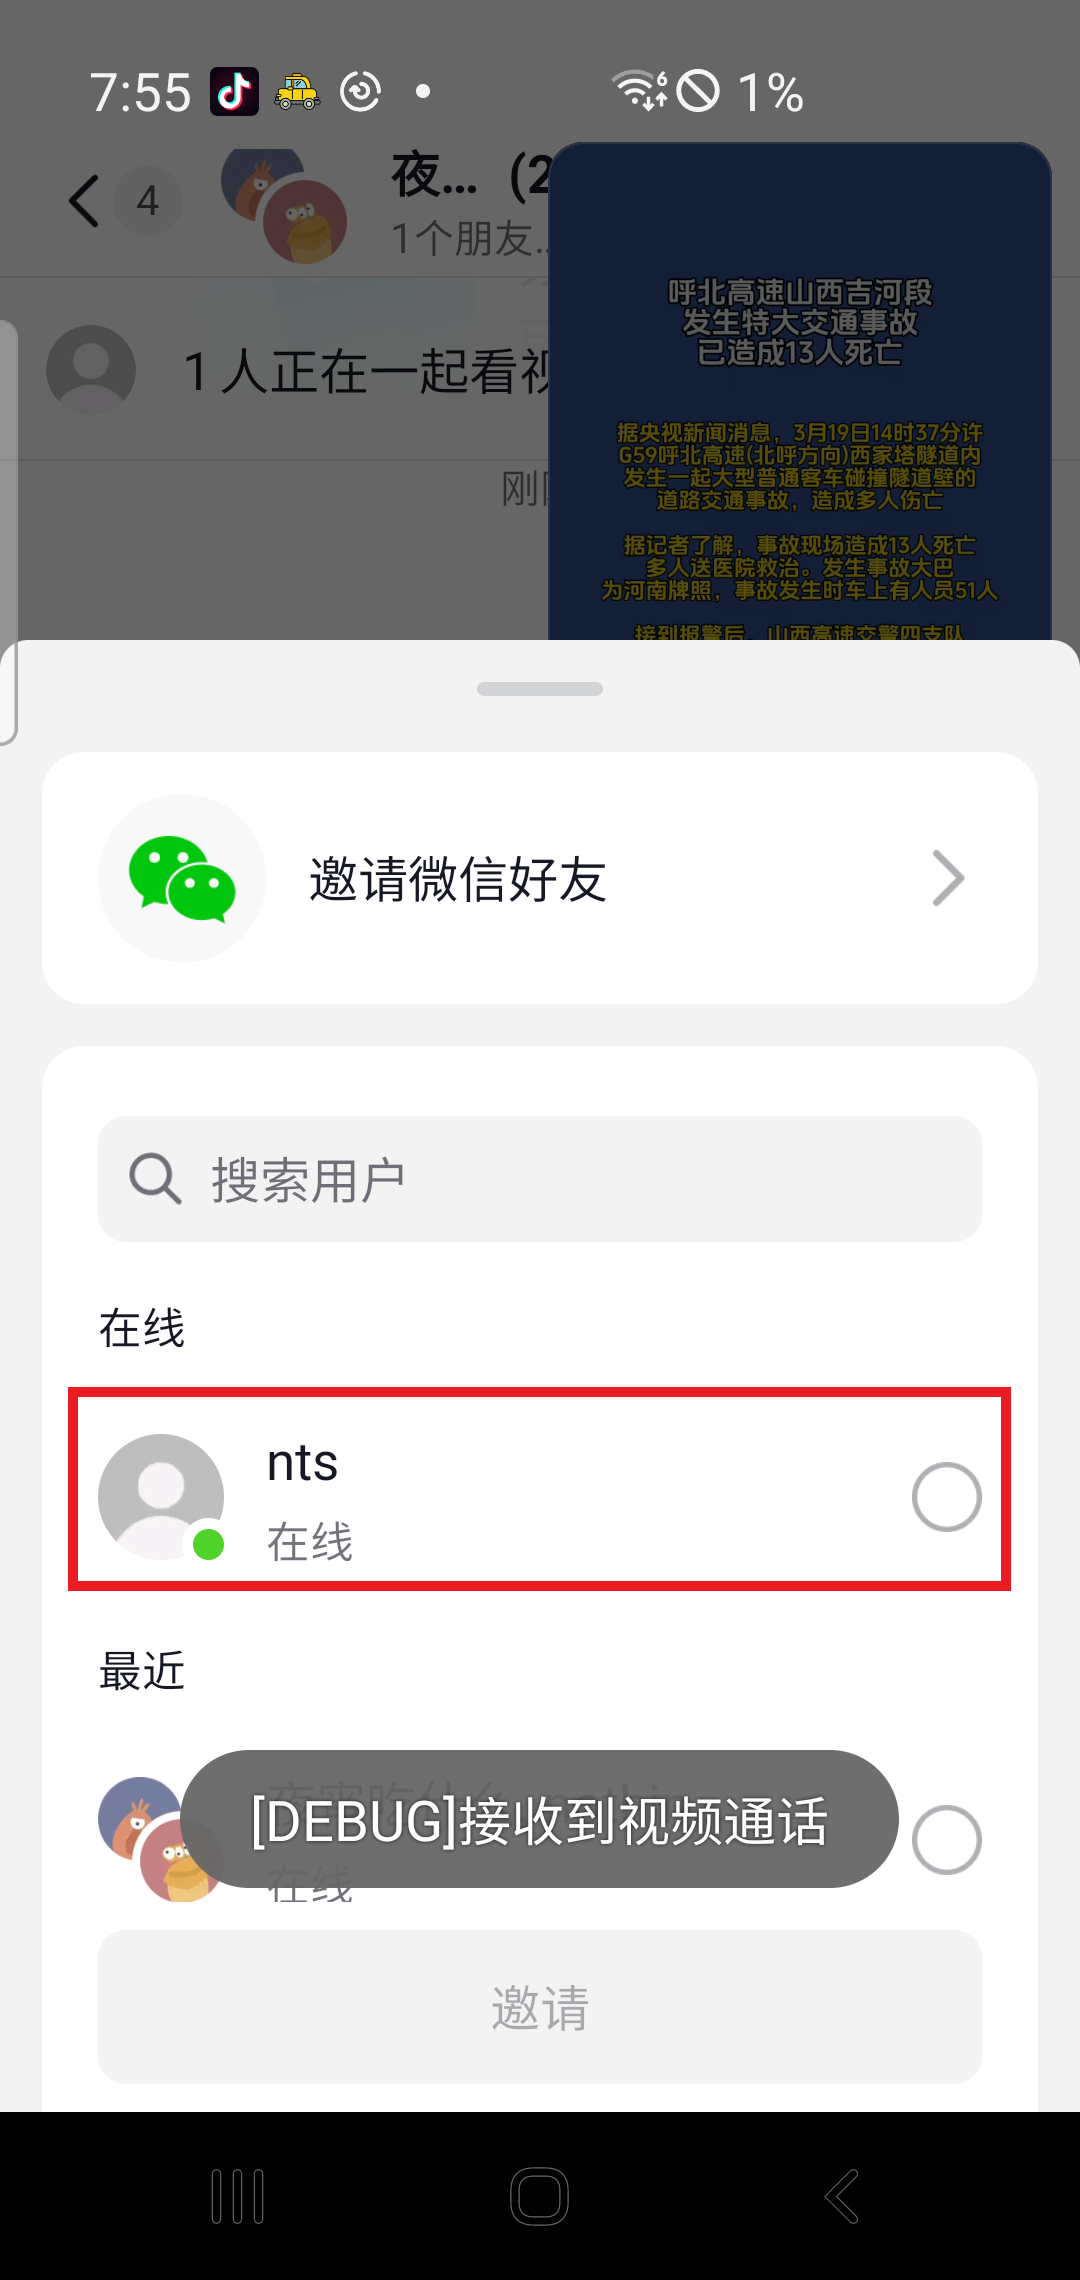 7:55
6
1%
4
夜... (2
1个朋友..
1人正在一起看视
刚
呼北高速山西吉河段
发生特大交通事故
已造成13人死亡
据央视新闻消息，3月19日14时37分许
G59呼北高速(北呼方向)西家塔隧道内
发生一起大型普通客车碰撞隧道壁的
道路交通事故，造成多人伤亡
据记者了解，事故现场造成13人死亡
多人送医院救治。发生事故大巴
为河南牌照，事故发生时车上有人员51人
接到报警后，山西高速交警四支队
邀请微信好友
搜索用户
在线
nts
在线
最近
[DEBUG]接收到视频通话
在线
邀请